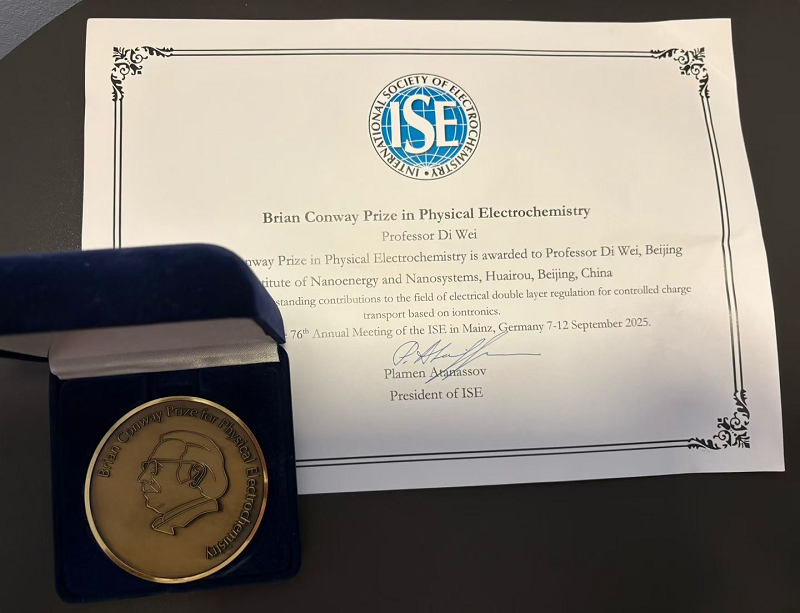 INTERNATIONAL SOCIETY OF ELECTROCHEMISTRY
ISE
Brian Conway Prize in Physical Electrochemistry
Professor Di Wei
nway Prize in Physical Electrochemistry is awarded to Professor Di Wei, Beijing
titute of Nanoenergy and Nanosystems, Huairou, Beijing, China
standing contributions to the field of electrical double layer regulation for controlled charge
transport based on iontronics.
76th Annual Meeting of the ISE in Mainz, Germany 7-12 September 2025.
P. Atanassov
Plamen Atanassov
President of ISE
Brian Conway Prize for Physical Electrochemistry